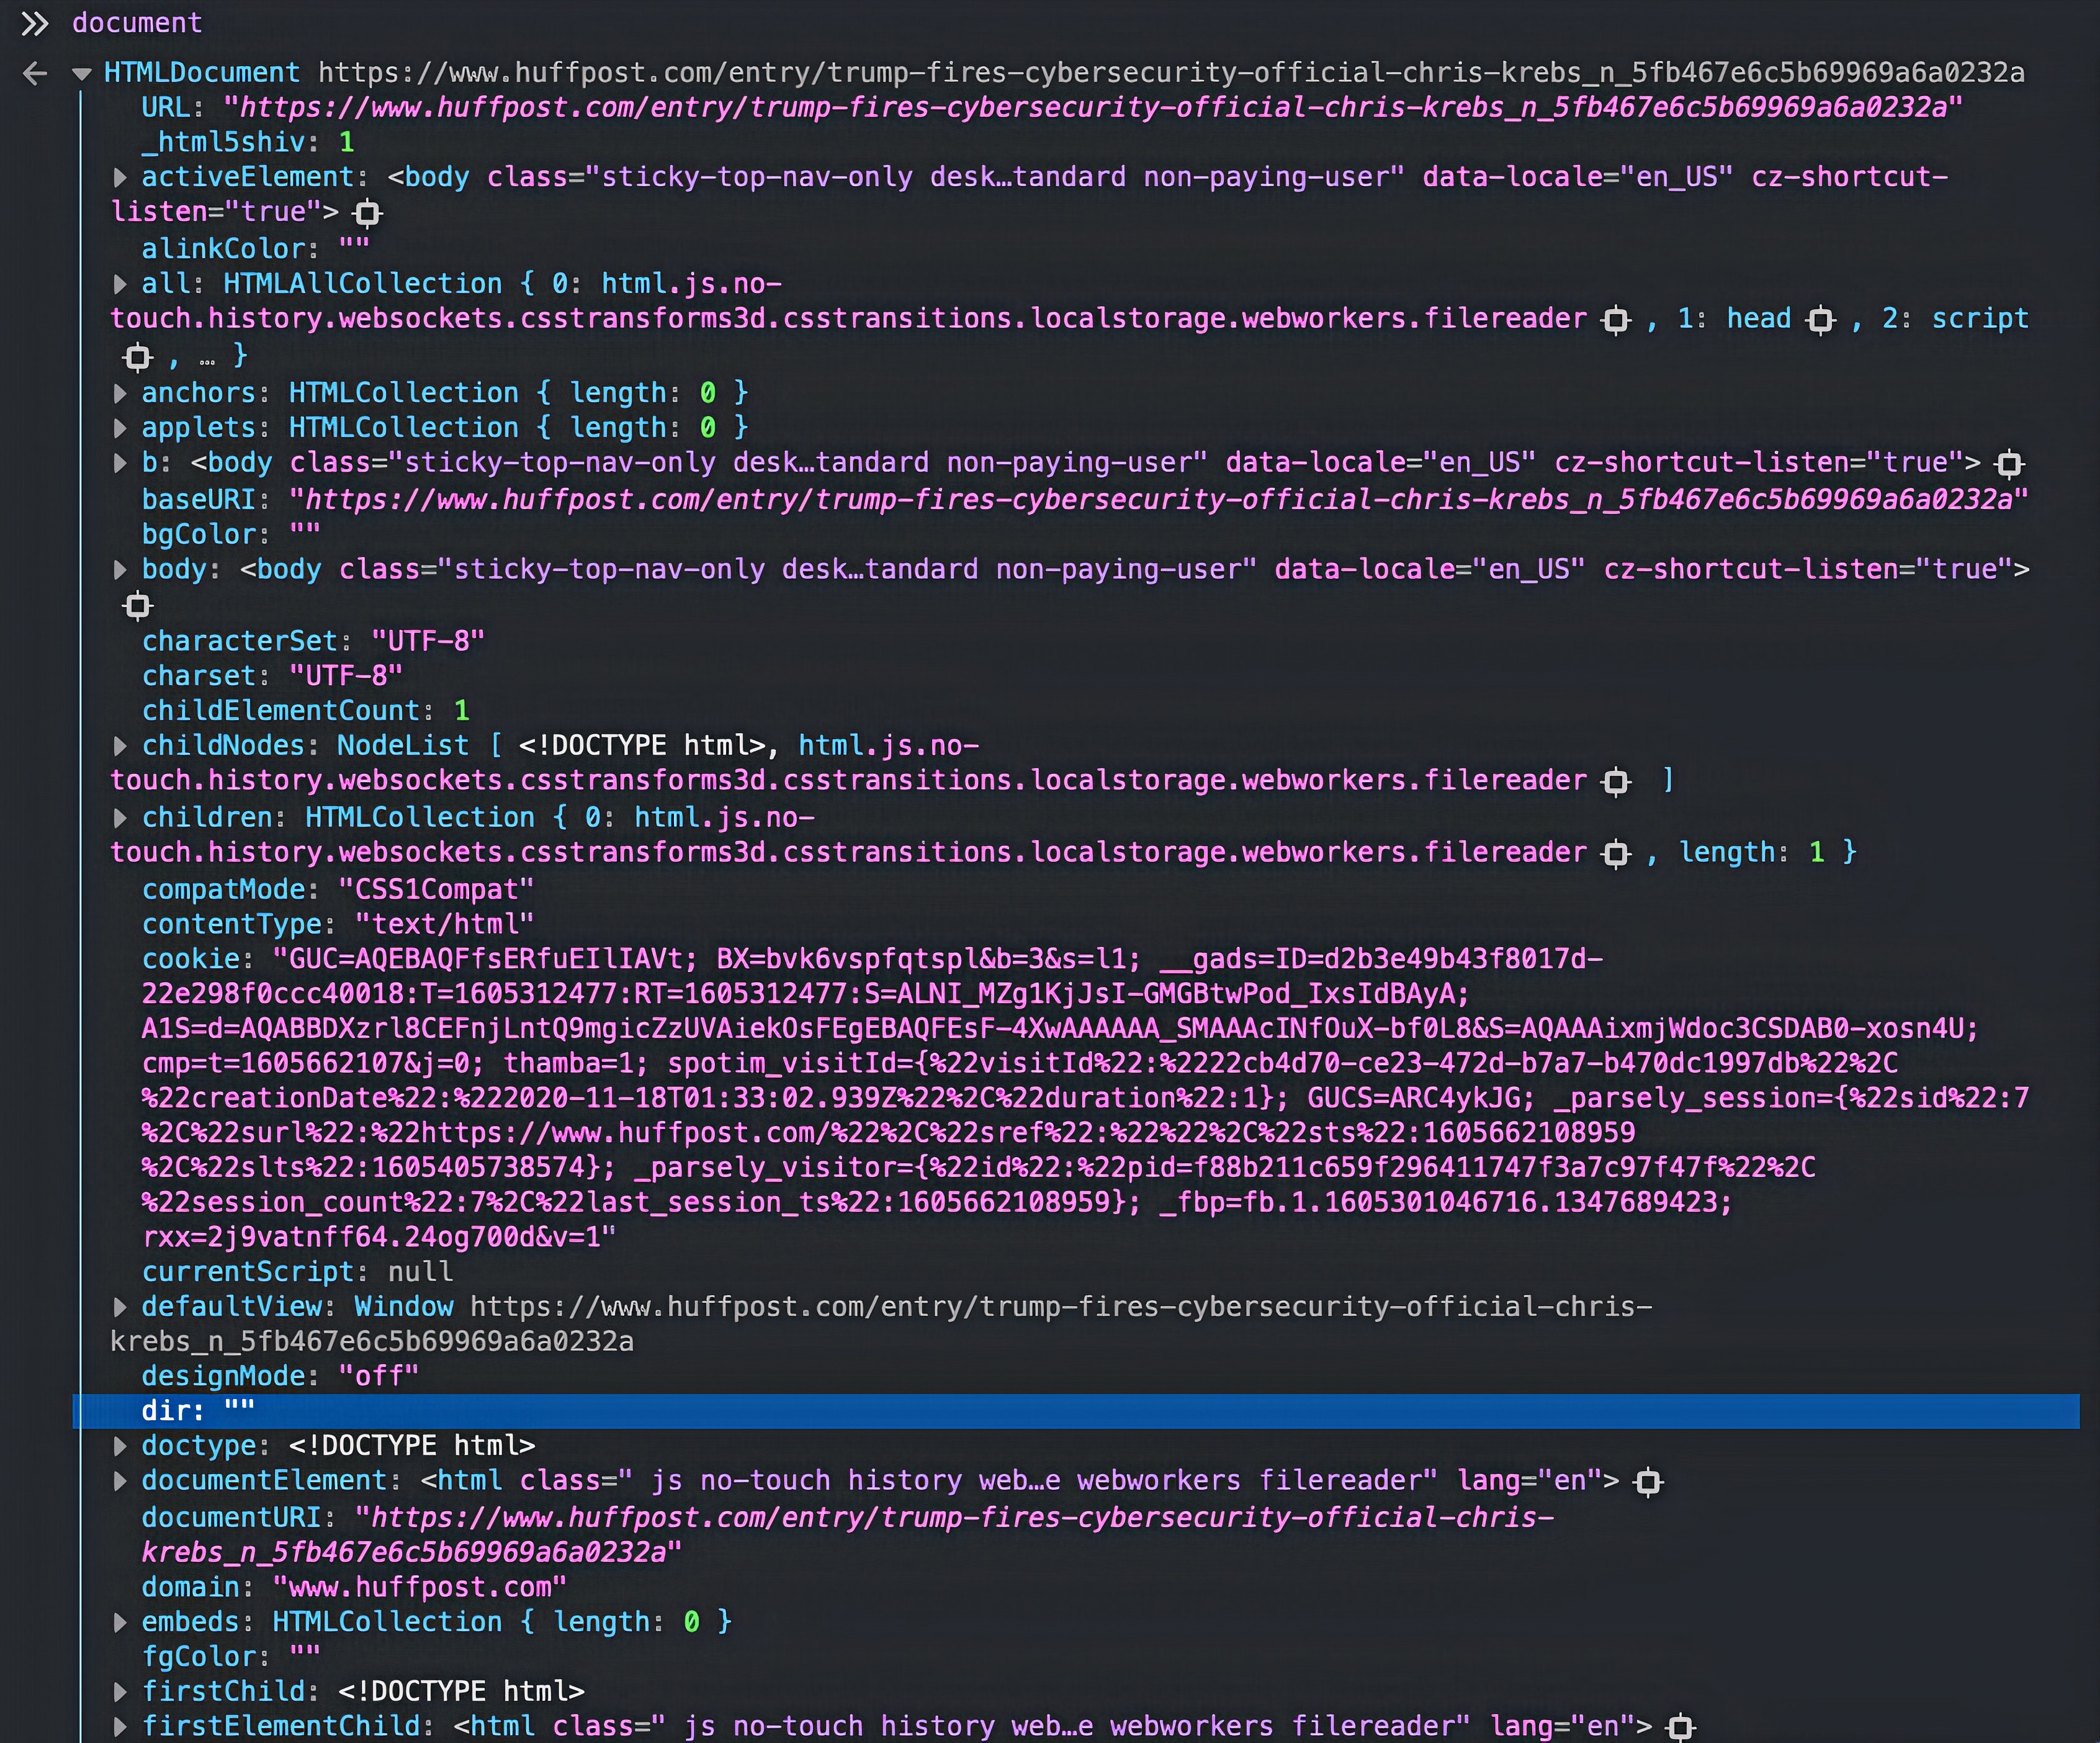 document
HTMLDocument https://www.huffpost.com/entry/trump-fires-cybersecurity-official-chris-krebs_n_5fb467e6c5b69969a6a0232a
URL: "https://www.huffpost.com/entry/trump-fires-cybersecurity-official-chris-krebs_n_5fb467e6c5b69969a6a0232a"
_html5shiv: 1
activeElement: <body class="sticky-top-nav-only desk…tandard non-paying-user" data-locale="en_US" cz-shortcut-
listen="true">
alinkColor: ""
all: HTMLAllCollection { 0: html.js.no-
touch.history.websockets.csstransforms3d.csstransitions.localstorage.webworkers.filereader , 1: head , 2: script
, … }
anchors: HTMLCollection { length: 0 }
applets: HTMLCollection { length: 0 }
b: <body class="sticky-top-nav-only desk…tandard non-paying-user" data-locale="en_US" cz-shortcut-listen="true">
baseURI: "https://www.huffpost.com/entry/trump-fires-cybersecurity-official-chris-krebs_n_5fb467e6c5b69969a6a0232a"
bgColor: ""
body: <body class="sticky-top-nav-only desk…tandard non-paying-user" data-locale="en_US" cz-shortcut-listen="true">
characterSet: "UTF-8"
charset: "UTF-8"
childElementCount: 1
childNodes: NodeList [ <!DOCTYPE html>, html.js.no-
touch.history.websockets.csstransforms3d.csstransitions.localstorage.webworkers.filereader ]
children: HTMLCollection { 0: html.js.no-
touch.history.websockets.csstransforms3d.csstransitions.localstorage.webworkers.filereader , length: 1 }
compatMode: "CSS1Compat"
contentType: "text/html"
cookie: "GUC=AQEBAQFfsERfuEIlIAVt; BX=bvk6vspfqtspl&b=3&s=l1; __gads=ID=d2b3e49b43f8017d-
22e298f0ccc40018:T=1605312477:RT=1605312477:S=ALNI_MZg1KjJsI-GMGBtwPod_IxsIdBAyA;
A1S=d=AQABBDXzrl8CEFnjLntQ9mgicZzUVAiekOsFEgEBAQFEsF-4XwAAAAAA_SMAAAcINfOuX-bf0L8&S=AQAAAixmjWdoc3CSDAB0-xosn4U;
cmp=t=1605662107&j=0; thamba=1; spotim_visitId={%22visitId%22:%2222cb4d70-ce23-472d-b7a7-b470dc1997db%22%2C
%22creationDate%22:%222020-11-18T01:33:02.939Z%22%2C%22duration%22:1}; GUCS=ARC4ykJG; _parsely_session={%22sid%22:7
%2C%22surl%22:%22https://www.huffpost.com/%22%2C%22sref%22:%22%22%2C%22sts%22:1605662108959
%2C%22slts%22:1605405738574}; _parsely_visitor={%22id%22:%22pid=f88b211c659f296411747f3a7c97f47f%22%2C
%22session_count%22:7%2C%22last_session_ts%22:1605662108959}; _fbp=fb.1.1605301046716.1347689423;
rxx=2j9vatnff64.24og700d&v=1"
currentScript: null
defaultView: Window https://www.huffpost.com/entry/trump-fires-cybersecurity-official-chris-
krebs_n_5fb467e6c5b69969a6a0232a
designMode: "off"
dir: ""
doctype: <!DOCTYPE html>
documentElement: <html class=" js no-touch history web…e webworkers filereader" lang="en">
documentURI: "https://www.huffpost.com/entry/trump-fires-cybersecurity-official-chris-
krebs_n_5fb467e6c5b69969a6a0232a"
domain: "www.huffpost.com"
embeds: HTMLCollection { length: 0 }
fgColor: ""
firstChild: <!DOCTYPE html>
firstElementChild: <html class=" js no-touch history web…e webworkers filereader" lang="en">